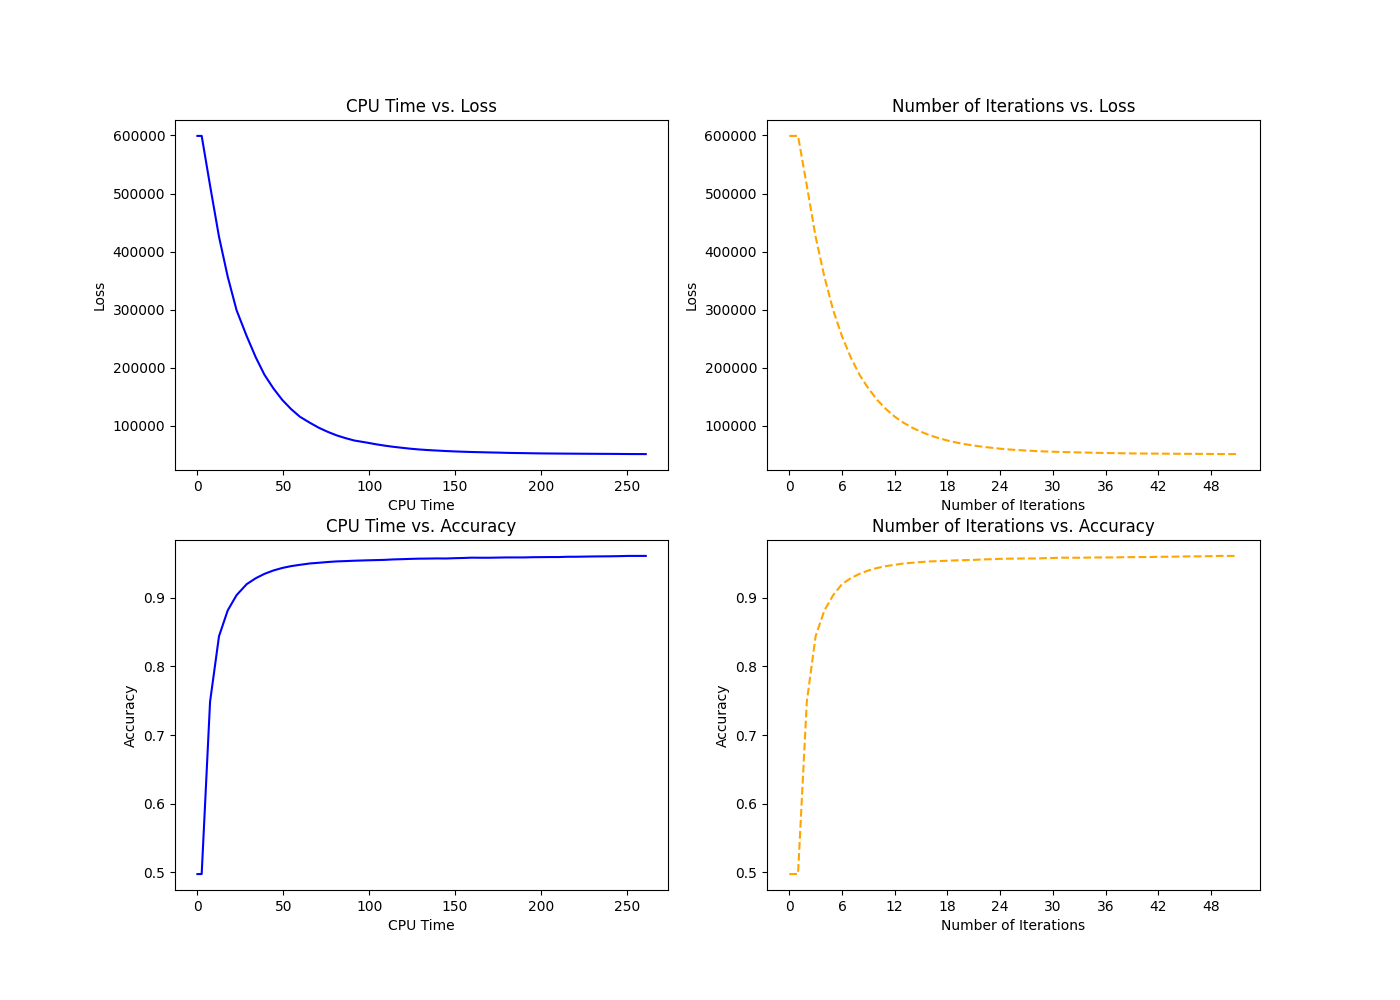 CPU Time vs. Loss
600000
500000
400000
300000
200000
100000
Loss
0 50 100 150 200 250
CPU Time
Number of Iterations vs. Loss
600000
500000
400000
300000
200000
100000
Loss
0 6 12 18 24 30 36 42 48
Number of Iterations
CPU Time vs. Accuracy
0.9
0.8
0.7
0.6
0.5
Accuracy
0 50 100 150 200 250
CPU Time
Number of Iterations vs. Accuracy
0.9
0.8
0.7
0.6
0.5
Accuracy
0 6 12 18 24 30 36 42 48
Number of Iterations